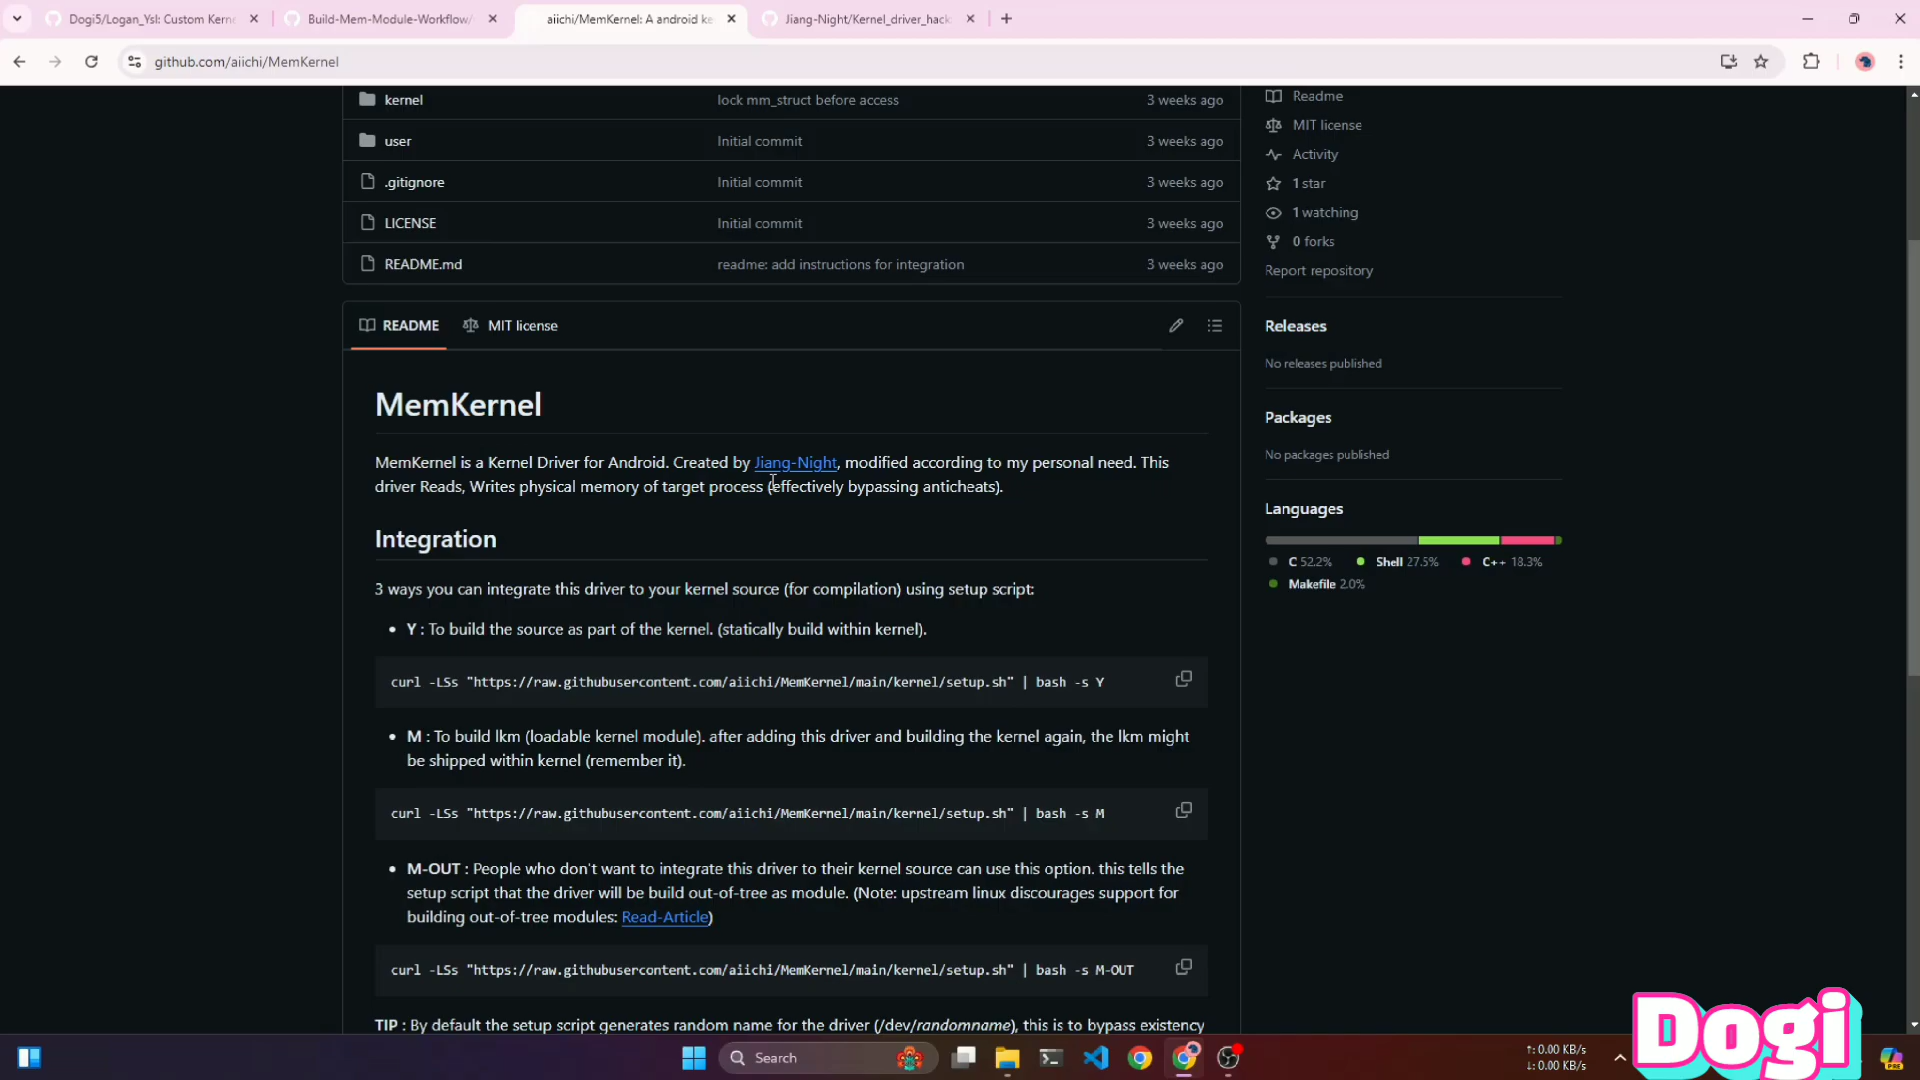 Dogi5/Logan_Ysl: Custom Kern
Build-Mem-Module-Workflow/
aiichi/MemKernel: A android ke
Jiang-Night/Kernel_driver_hack
github.com/aiichi/MemKernel
kernel
lock mm_struct before access
3 weeks ago
user
Initial commit
3 weeks ago
.gitignore
Initial commit
3 weeks ago
LICENSE
Initial commit
3 weeks ago
README.md
readme: add instructions for integration
3 weeks ago
README
MIT license
MemKernel
MemKernel is a Kernel Driver for Android. Created by Jiang-Night, modified according to my personal need. This
driver Reads, Writes physical memory of target process (effectively bypassing anticheats).
Integration
3 ways you can integrate this driver to your kernel source (for compilation) using setup script:
• Y : To build the source as part of the kernel. (statically build within kernel).
curl -LSs "https://raw.githubusercontent.com/aiichi/MemKernel/main/kernel/setup.sh" | bash -s Y
• M : To build lkm (loadable kernel module). after adding this driver and building the kernel again, the lkm might
be shipped within kernel (remember it).
curl -LSs "https://raw.githubusercontent.com/aiichi/MemKernel/main/kernel/setup.sh" | bash -s M
• M-OUT : People who don't want to integrate this driver to their kernel source can use this option. this tells the
setup script that the driver will be build out-of-tree as module. (Note: upstream linux discourages support for
building out-of-tree modules: Read-Article)
curl -LSs "https://raw.githubusercontent.com/aiichi/MemKernel/main/kernel/setup.sh" | bash -s M-OUT
TIP : By default the setup script generates random name for the driver (/dev/randomname), this is to bypass existency
Readme
MIT license
Activity
1 star
1 watching
0 forks
Report repository
Releases
No releases published
Packages
No packages published
Languages
C 52.2%
Shell 27.5%
C++ 18.3%
Makefile 2.0%
Search
↑: 0.00 KB/s
↓: 0.00 KB/s
PRE
Dogi